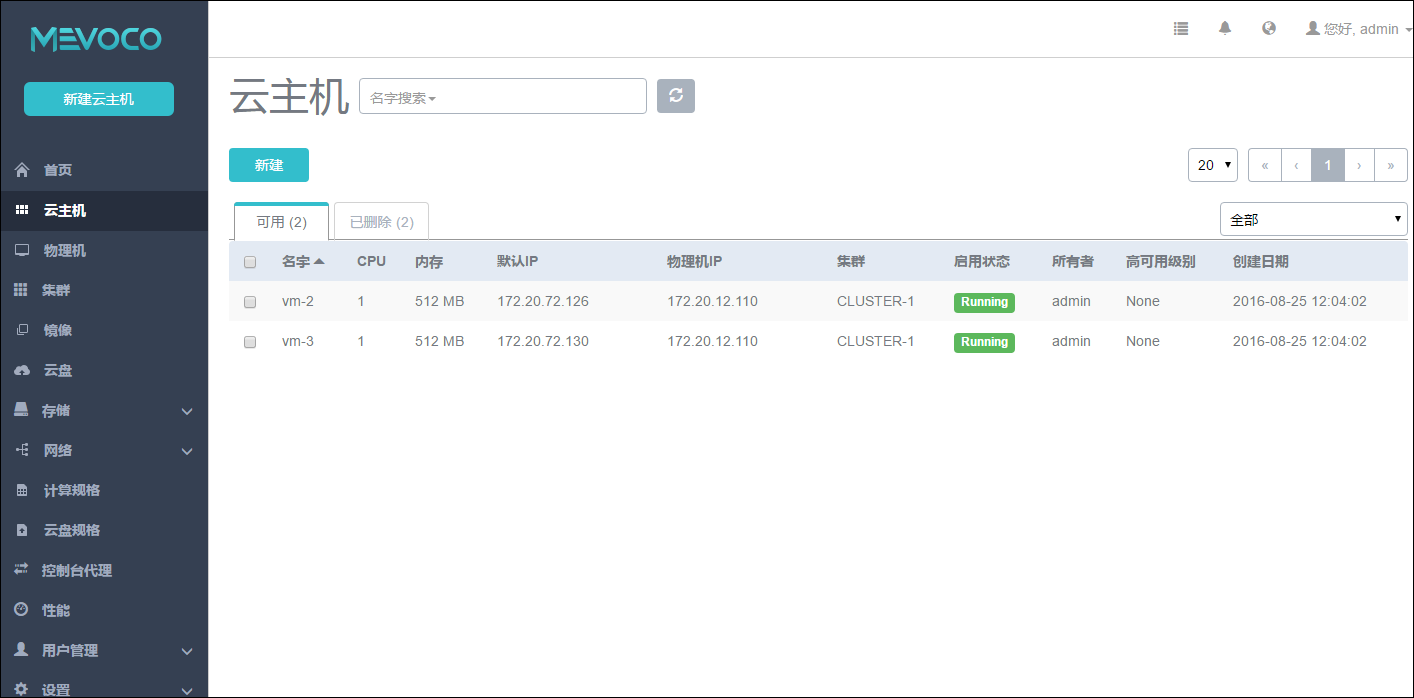 MEVOCO
您好, admin
新建云主机
云主机 名字搜索
首页
云主机
物理机
集群
镜像
云盘
存储
网络
计算规格
云盘规格
控制台代理
性能
用户管理
设置
新建
20 « ‹ 1 › »
可用 (2) 已删除 (2) 全部
名字 CPU 内存 默认IP 物理机IP 集群 启用状态 所有者 高可用级别 创建日期
vm-2 1 512 MB 172.20.72.126 172.20.12.110 CLUSTER-1 Running admin None 2016-08-25 12:04:02
vm-3 1 512 MB 172.20.72.130 172.20.12.110 CLUSTER-1 Running admin None 2016-08-25 12:04:02